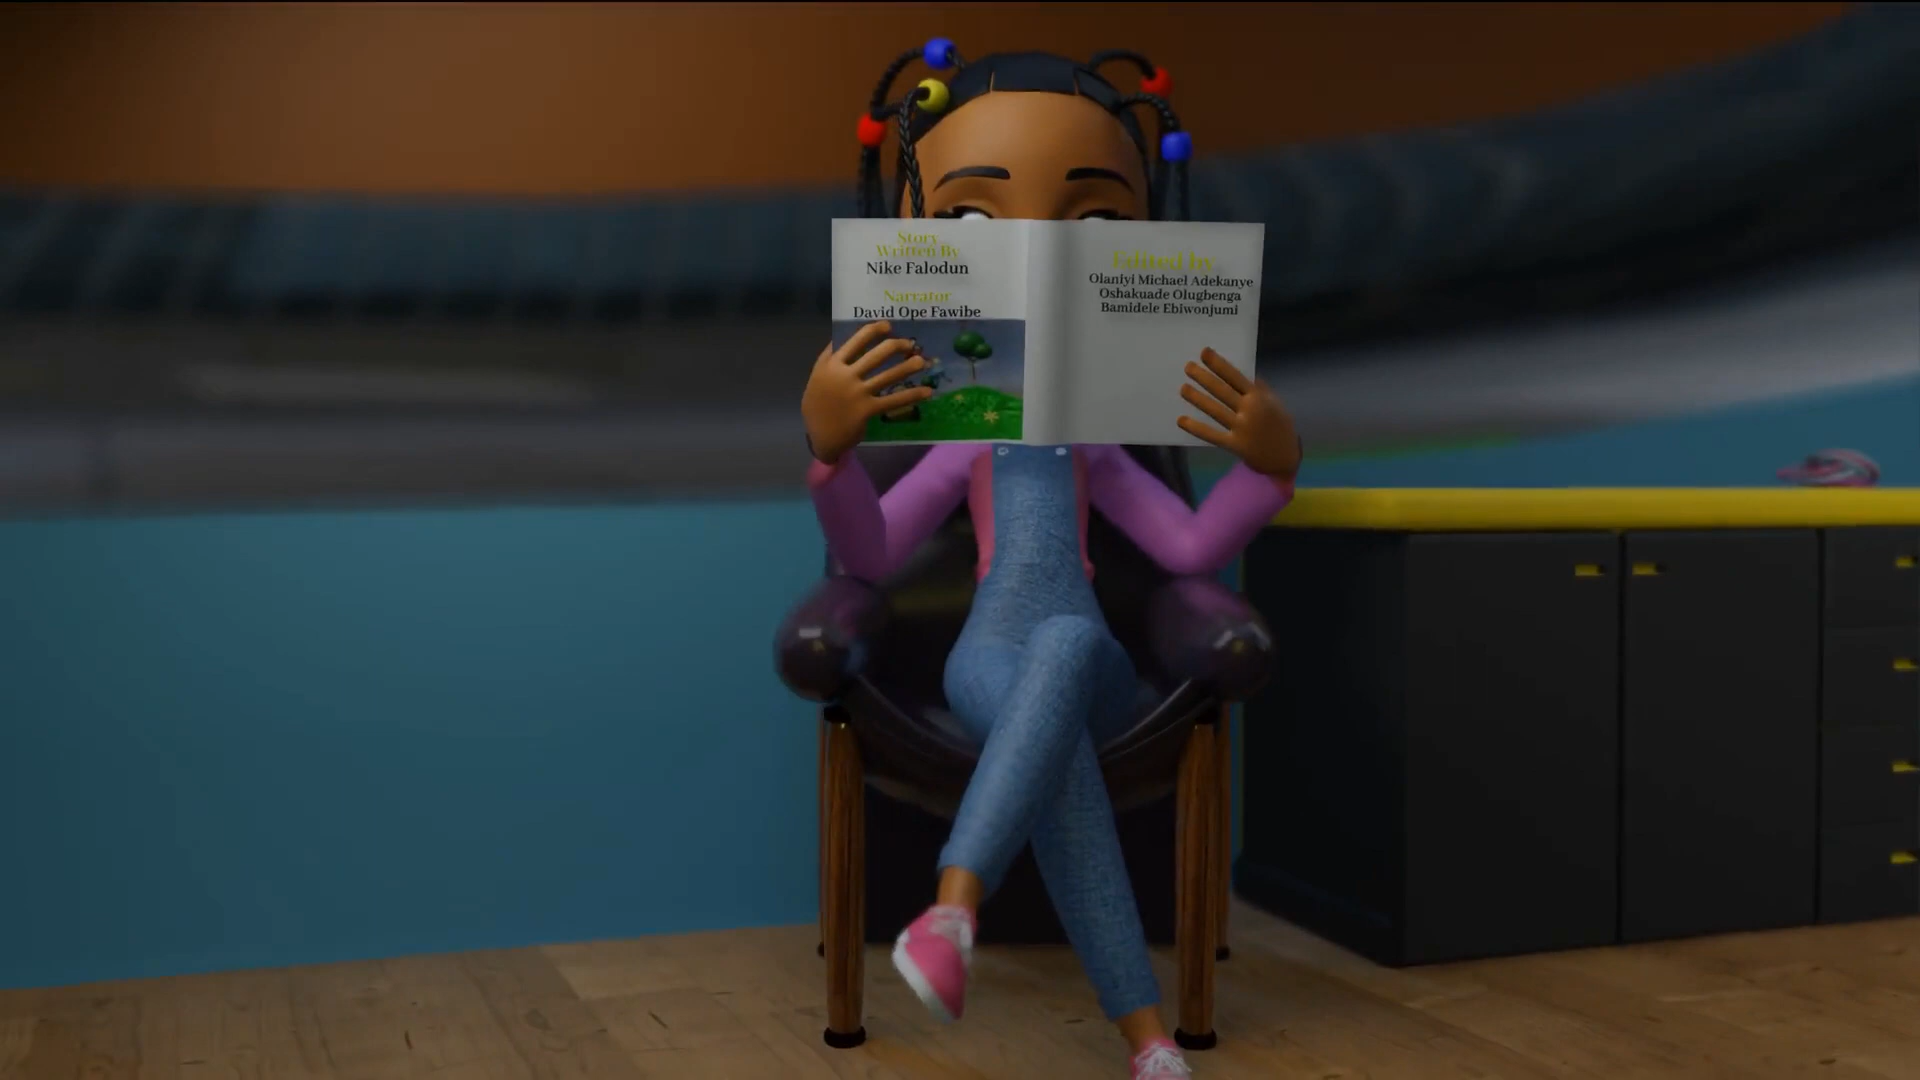 Story
Written By
Nike Falodun
Narrator
David Ope Fawibe
Edited by
Olaniyi Michael Adekanye
Oshakuade Olugbenga
Bamidele Ebiwonjumi